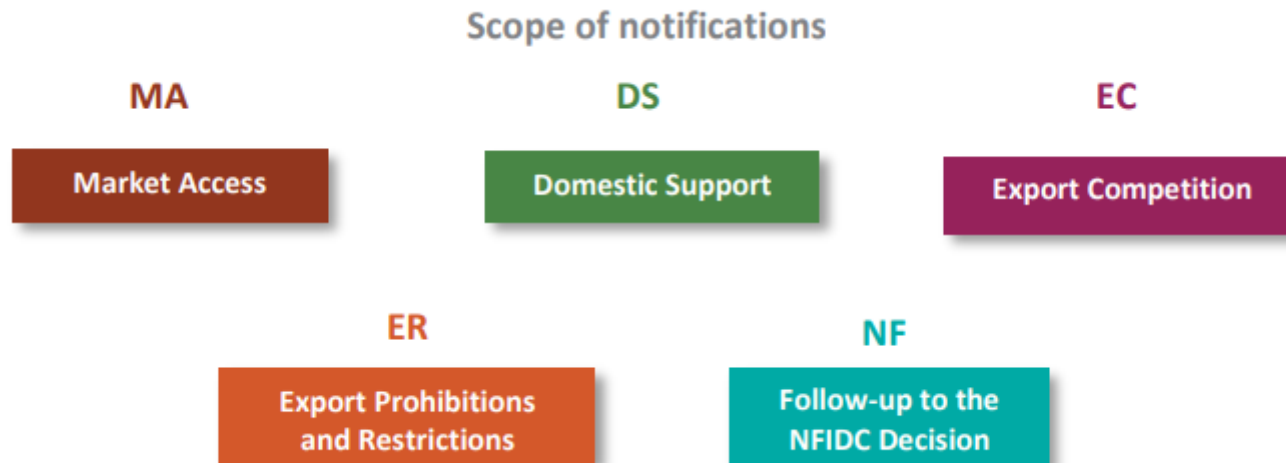 Scope of notifications
MA
DS
EC
Market Access
Domestic Support
Export Competition
ER
NF
Export Prohibitions
and Restrictions
Follow-up to the
NFIDC Decision